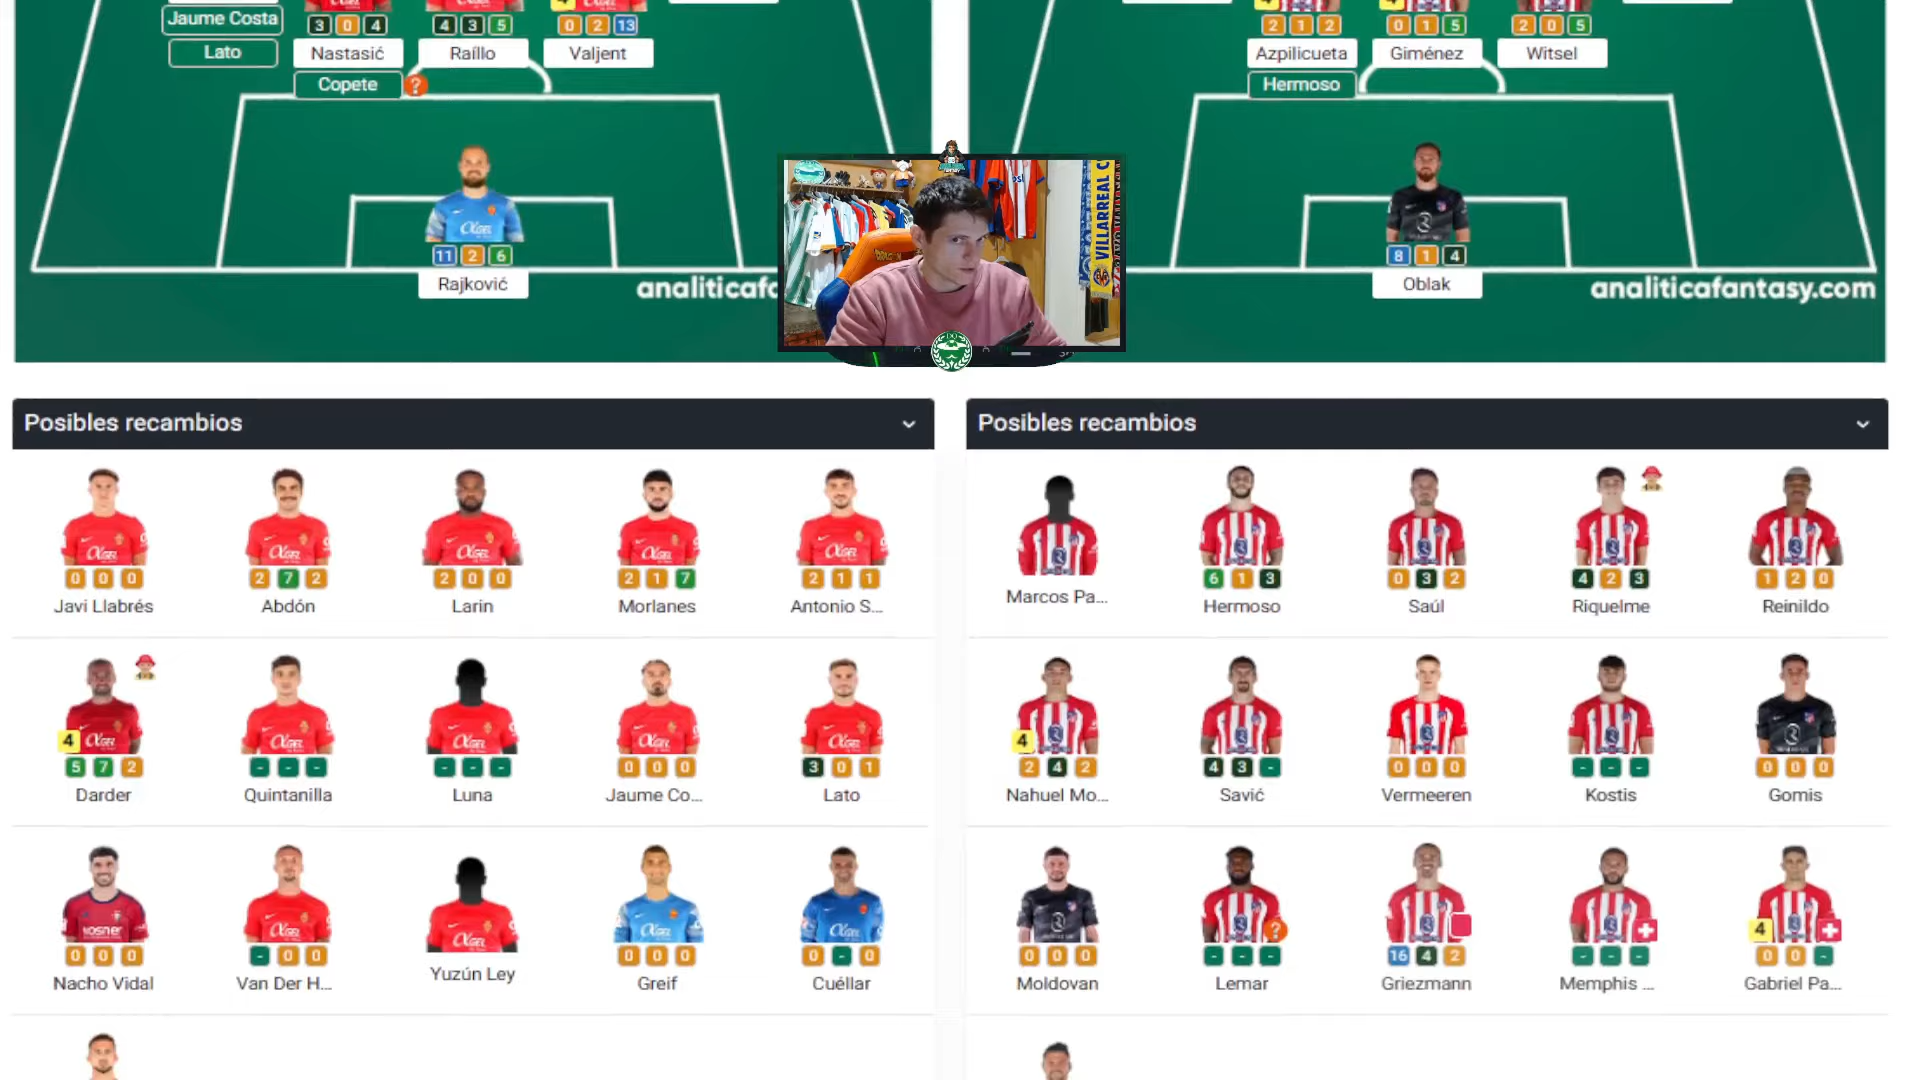 Jaume Costa
Lato
3 0 4
Nastasić
Copete
?
4 3 5
Raíllo
0 2 13
Valjent
2 1 2
Azpilicueta
Hermoso
0 1 5
Giménez
2 0 5
Witsel
11 2 6
Rajković
analiticafa
VILLARREAL C
8 1 4
Oblak
analiticafantasy.com
Posibles recambios
0 0 0
Javi Llabrés
2 7 2
Abdón
2 0 0
Larin
2 1 7
Morlanes
2 1 1
Antonio S...
4
5 7 2
Darder
- - -
Quintanilla
- - -
Luna
0 0 0
Jaume Co...
3 0 1
Lato
0 0 0
Nacho Vidal
- 0 0
Van Der H...
Yuzún Ley
0 0 0
Greif
0 - 0
Cuéllar
Posibles recambios
Marcos Pa...
6 1 3
Hermoso
0 3 2
Saúl
4 2 3
Riquelme
1 2 0
Reinildo
4
2 4 2
Nahuel Mo...
4 3 -
Savić
0 0 0
Vermeeren
- - -
Kostis
0 0 0
Gomis
0 0 0
Moldovan
?
- - -
Lemar
16 4 2
Griezmann
- - -
Memphis ...
4
0 0 -
Gabriel Pa...